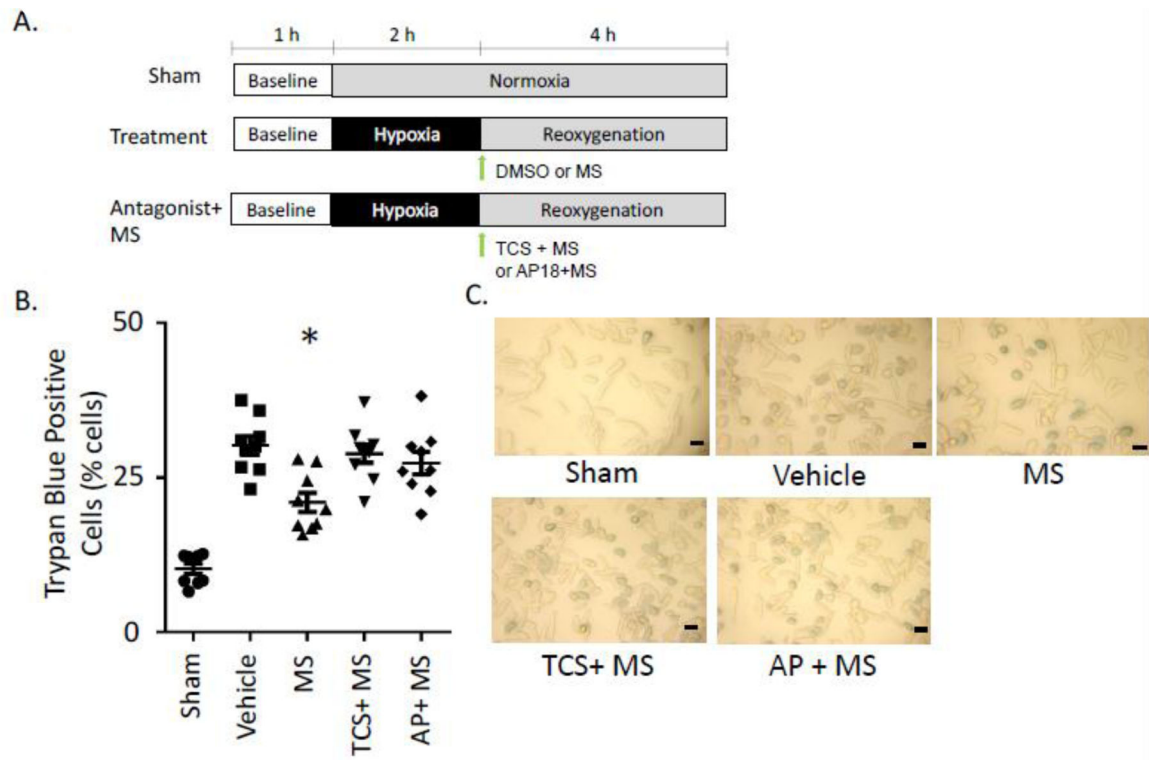 A.
1 h 2 h 4 h
Sham Baseline Normoxia
Treatment Baseline Hypoxia Reoxygenation
DMSO or MS
Antagonist+ Baseline Hypoxia Reoxygenation
MS
TCS + MS
or AP18+MS
B.
C.
50
*
25
0
Trypan Blue Positive
Cells (% cells)
Sham
Vehicle
MS
TCS+ MS
AP+ MS
Sham Vehicle MS
TCS+ MS AP + MS